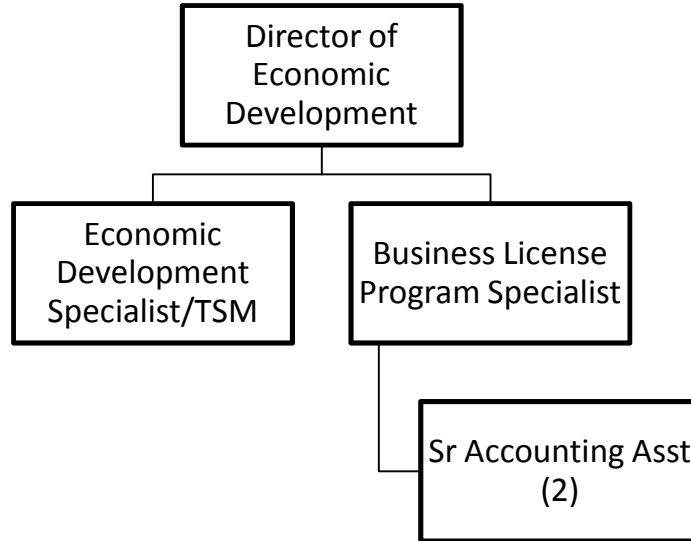 Director of
Economic
Development
Economic
Development
Specialist/TSM
Business License
Program Specialist
Sr Accounting Asst
(2)